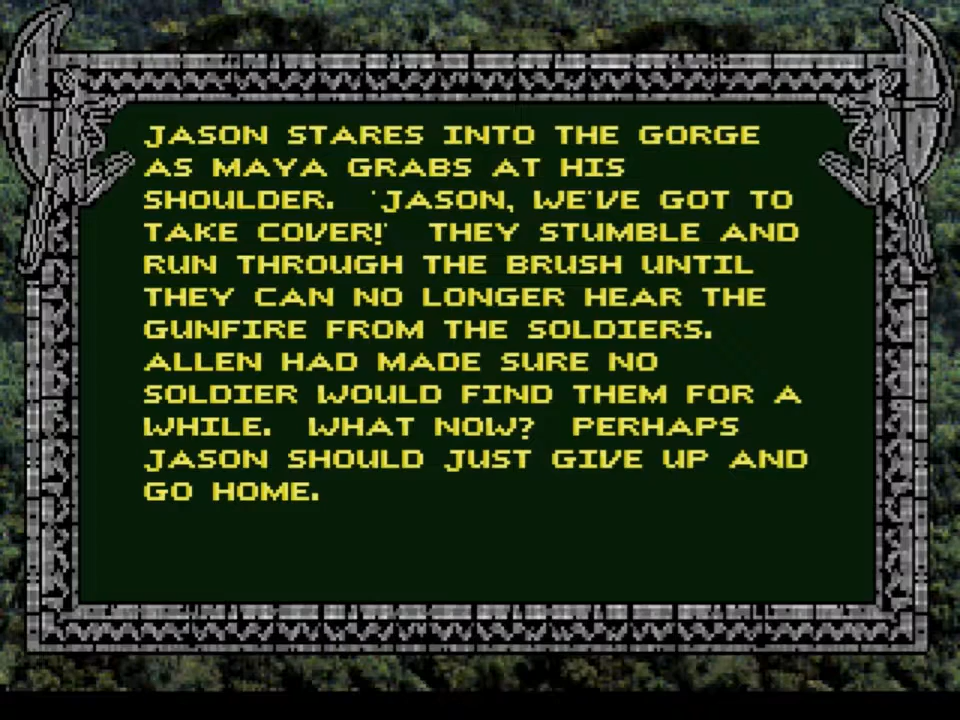 JASON STARES INTO THE GORGE
AS MAYA GRABS AT HIS
SHOULDER.  'JASON, WE'VE GOT TO
TAKE COVER!'  THEY STUMBLE AND
RUN THROUGH THE BRUSH UNTIL
THEY CAN NO LONGER HEAR THE
GUNFIRE FROM THE SOLDIERS.
ALLEN HAD MADE SURE NO
SOLDIER WOULD FIND THEM FOR A
WHILE.  WHAT NOW?  PERHAPS
JASON SHOULD JUST GIVE UP AND
GO HOME.